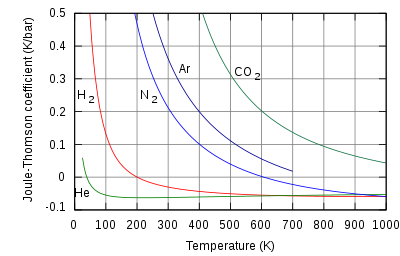 Joule-Thomson coefficient (K/bar)
0.5
0.4
0.3
0.2
0.1
0
-0.1
H2
N2
Ar
CO2
He
0 100 200 300 400 500 600 700 800 900 1000
Temperature (K)